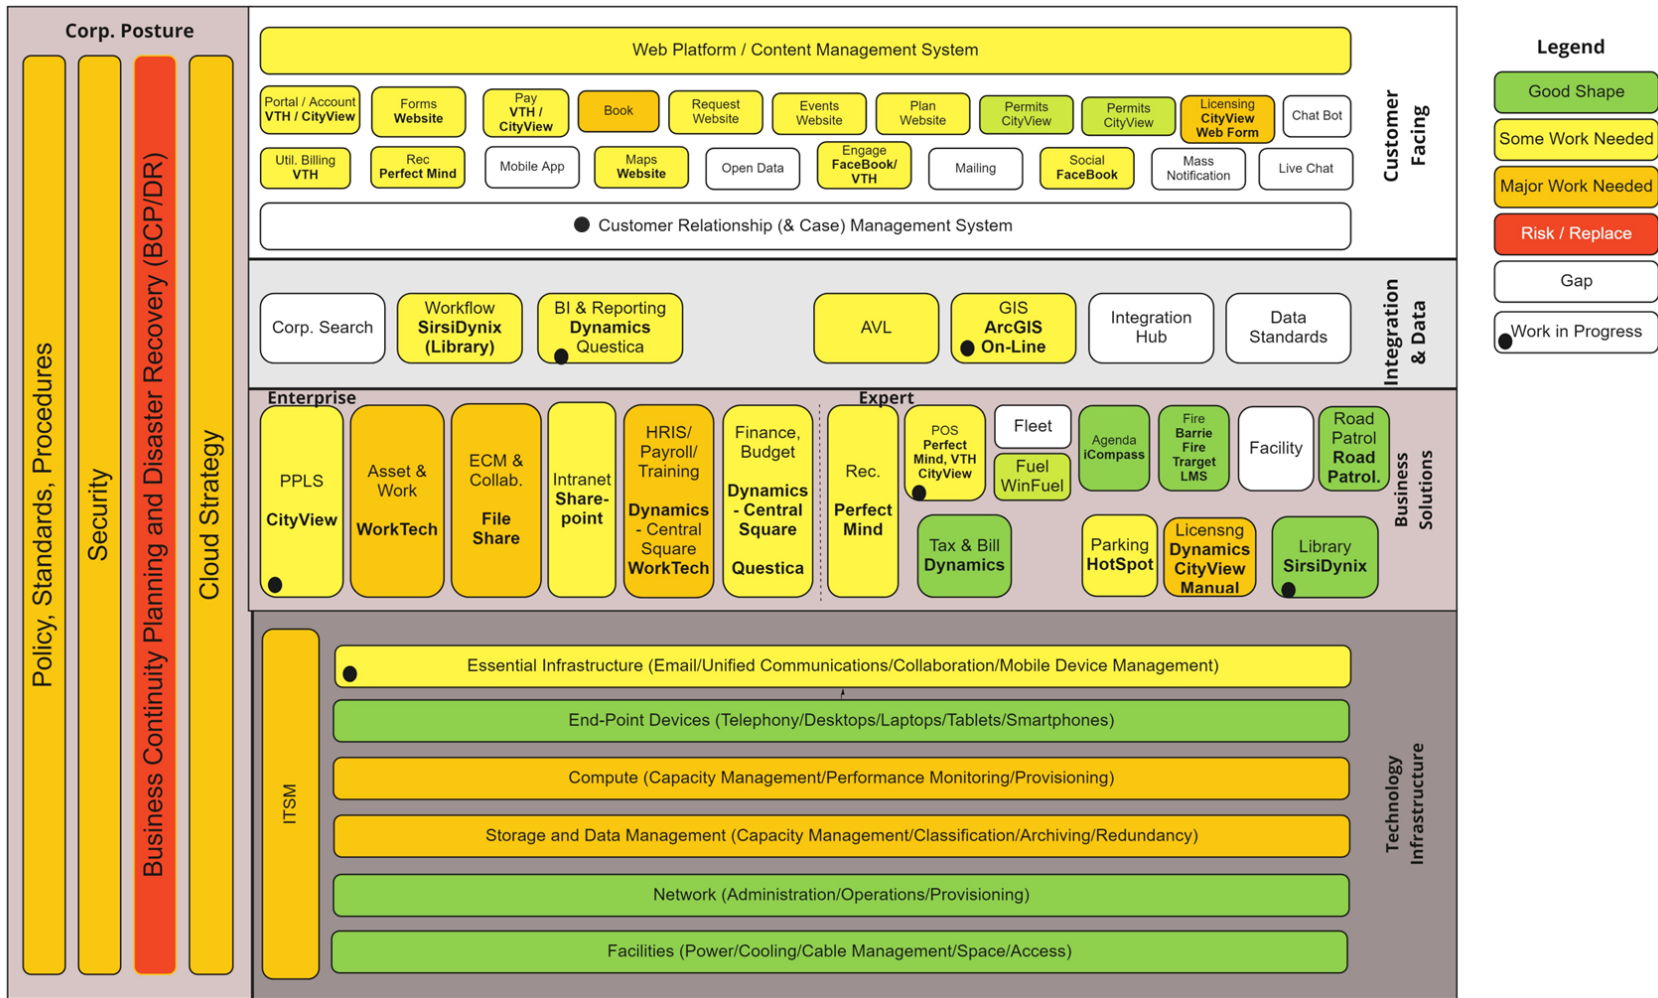 Corp. Posture
Policy, Standards, Procedures
Security
Business Continuity Planning and Disaster Recovery (BCP/DR)
Cloud Strategy
Web Platform / Content Management System
Portal / Account
VTH / CityView
Forms
Website
Pay
VTH /
CityView
Book
Request
Website
Events
Website
Plan
Website
Permits
CityView
Permits
CityView
Licensing
CityView
Web Form
Chat Bot
Util. Billing
VTH
Rec
Perfect Mind
Mobile App
Maps
Website
Open Data
Engage
FaceBook/
VTH
Mailing
Social
FaceBook
Mass
Notification
Live Chat
Customer Relationship (& Case) Management System
Customer
Facing
Corp. Search
Workflow
SirsiDynix
(Library)
BI & Reporting
Dynamics
Questica
AVL
GIS
ArcGIS
On-Line
Integration
Hub
Data
Standards
Integration
& Data
Enterprise
PPLS
CityView
Asset &
Work
WorkTech
ECM &
Collab.
File
Share
Intranet
Share-
point
HRIS/
Payroll/
Training
Dynamics
- Central
Square
WorkTech
Finance,
Budget
Dynamics
- Central
Square
Questica
Expert
Rec.
Perfect
Mind
POS
Perfect
Mind, VTH
CityView
Fleet
Fuel
WinFuel
Agenda
iCompass
Fire
Barrie
Fire
Trarget
LMS
Facility
Road
Patrol
Road
Patrol.
Tax & Bill
Dynamics
Parking
HotSpot
Licensng
Dynamics
CityView
Manual
Library
SirsiDynix
Business
Solutions
ITSM
Essential Infrastructure (Email/Unified Communications/Collaboration/Mobile Device Management)
End-Point Devices (Telephony/Desktops/Laptops/Tablets/Smartphones)
Compute (Capacity Management/Performance Monitoring/Provisioning)
Storage and Data Management (Capacity Management/Classification/Archiving/Redundancy)
Network (Administration/Operations/Provisioning)
Facilities (Power/Cooling/Cable Management/Space/Access)
Technology
Infrastructure
Legend
Good Shape
Some Work Needed
Major Work Needed
Risk / Replace
Gap
Work in Progress